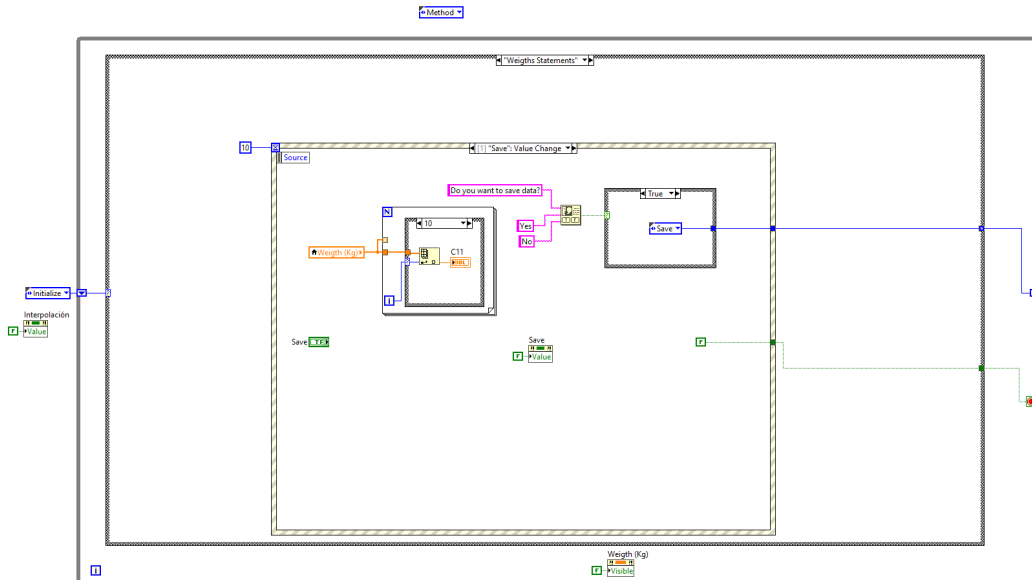 Method
"Weigths Statements"
10
[1] "Save": Value Change
Source
Do you want to save data?
True
N
10
Yes
Save
No
Weigth (Kg)
C11
DBL
i
Initialize
Interpolación
F
Value
Save
TF
Save
F
Value
F
Weigth (Kg)
i
F
Visible